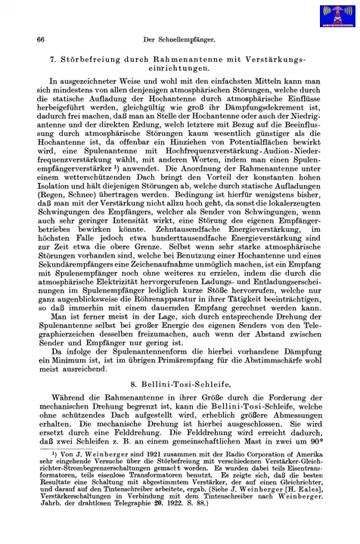 66
Der Schnellempfänger.
7. Störbefreiung durch Rahmenantenne mit Verstärkungs-
einrichtungen.
In ausgezeichneter Weise und wohl mit den einfachsten Mitteln kann man
sich mindestens von allen denjenigen atmosphärischen Störungen, welche durch
die statische Aufladung der Hochantenne durch atmosphärische Einflüsse
herbeigeführt werden, gleichgültig wie groß ihr Dämpfungsdekrement ist,
dadurch frei machen, daß man an Stelle der Hochantenne oder auch der Niedrig-
antenne und der direkten Erdung, welch letztere mit Bezug auf die Beeinflus-
sung durch atmosphärische Störungen kaum wesentlich günstiger als die
Hochantenne ist, da offenbar ein Hinziehen von Potentialflächen bewirkt
wird, eine Spulenantenne mit Hochfrequenzverstärkung-Audion-Nieder-
frequenzverstärkung wählt, mit anderen Worten, indem man einen Spulen-
empfängerverstärker¹) anwendet. Die Anordnung der Rahmenantenne unter
einem wetterschützenden Dach bringt den Vorteil der konstanten hohen
Isolation und hält diejenigen Störungen ab, welche durch statische Aufladungen
(Regen, Schnee) übertragen werden. Bedingung ist hierfür wenigstens bisher,
daß man mit der Verstärkung nicht allzu hoch geht, da sonst die lokalerzeugten
Schwingungen des Empfängers, welcher als Sender von Schwingungen, wenn
auch sehr geringer Intensität wirkt, eine Störung des eigenen Empfänger-
betriebes bewirken könnte. Zehntausendfache Energieverstärkung, im
höchsten Falle jedoch etwa hunderttausendfache Energieverstärkung sind
zur Zeit etwa die obere Grenze. Selbst wenn sehr starke atmosphärische
Störungen vorhanden sind, welche bei Benutzung einer Hochantenne und eines
Sekundärempfängers eine Zeichenaufnahme unmöglich machen, ist ein Empfang
mit Spulenempfänger noch ohne weiteres zu erzielen, indem die durch die
atmosphärische Elektrizität hervorgerufenen Ladungs- und Entladungserschei-
nungen im Spulenempfänger lediglich kurze Stöße hervorrufen, welche nur
ganz augenblicksweise die Röhrenapparatur in ihrer Tätigkeit beeinträchtigen,
so daß immerhin mit einem dauernden Empfang gerechnet werden kann.
Man ist ferner meist in der Lage, sich durch entsprechende Drehung der
Spulenantenne selbst bei großer Energie des eigenen Senders von den Tele-
graphierzeichen desselben freizumachen, auch wenn der Abstand zwischen
Sender und Empfänger nur gering ist.
Da infolge der Spulenantennenform die hierbei vorhandene Dämpfung
ein Minimum ist, ist im übrigen Primärempfang für die Abstimmschärfe wohl
meist ausreichend.
8. Bellini-Tosi-Schleife.
Während die Rahmenantenne in ihrer Größe durch die Forderung der
mechanischen Drehung begrenzt ist, kann die Bellini-Tosi-Schleife, welche
ohne schützendes Dach aufgestellt wird, erheblich größere Abmessungen
erhalten. Die mechanische Drehung ist hierbei ausgeschlossen. Sie wird
ersetzt durch eine Felddrehung. Die Felddrehung wird erreicht dadurch,
daß zwei Schleifen z. B. an einem gemeinschaftlichen Mast in zwei um 90°
¹) Von J. Weinberger sind 1921 zusammen mit der Radio Corporation of Amerika
sehr eingehende Versuche über die Störbefreiung mit verschiedenen Verstärker-Gleich-
richter-Strombegrenzerschaltungen gemacht worden. Es wurden dabei teils Eisentrans-
formatoren, teils eisenlose Transformatoren benutzt. Es zeigte sich, daß die besten
Resultate eine Schaltung mit abgestimmtem Verstärker, der auf einen Gleichrichter,
und darauf auf den Tintenschreiber arbeitete, ergab. (Siehe J. Weinberger [H. Eales],
Verstärkerschaltungen in Verbindung mit dem Tintenschreiber nach Weinberger.
Jahrb. der drahtlosen Telegraphie 20. 1922. S. 88.)